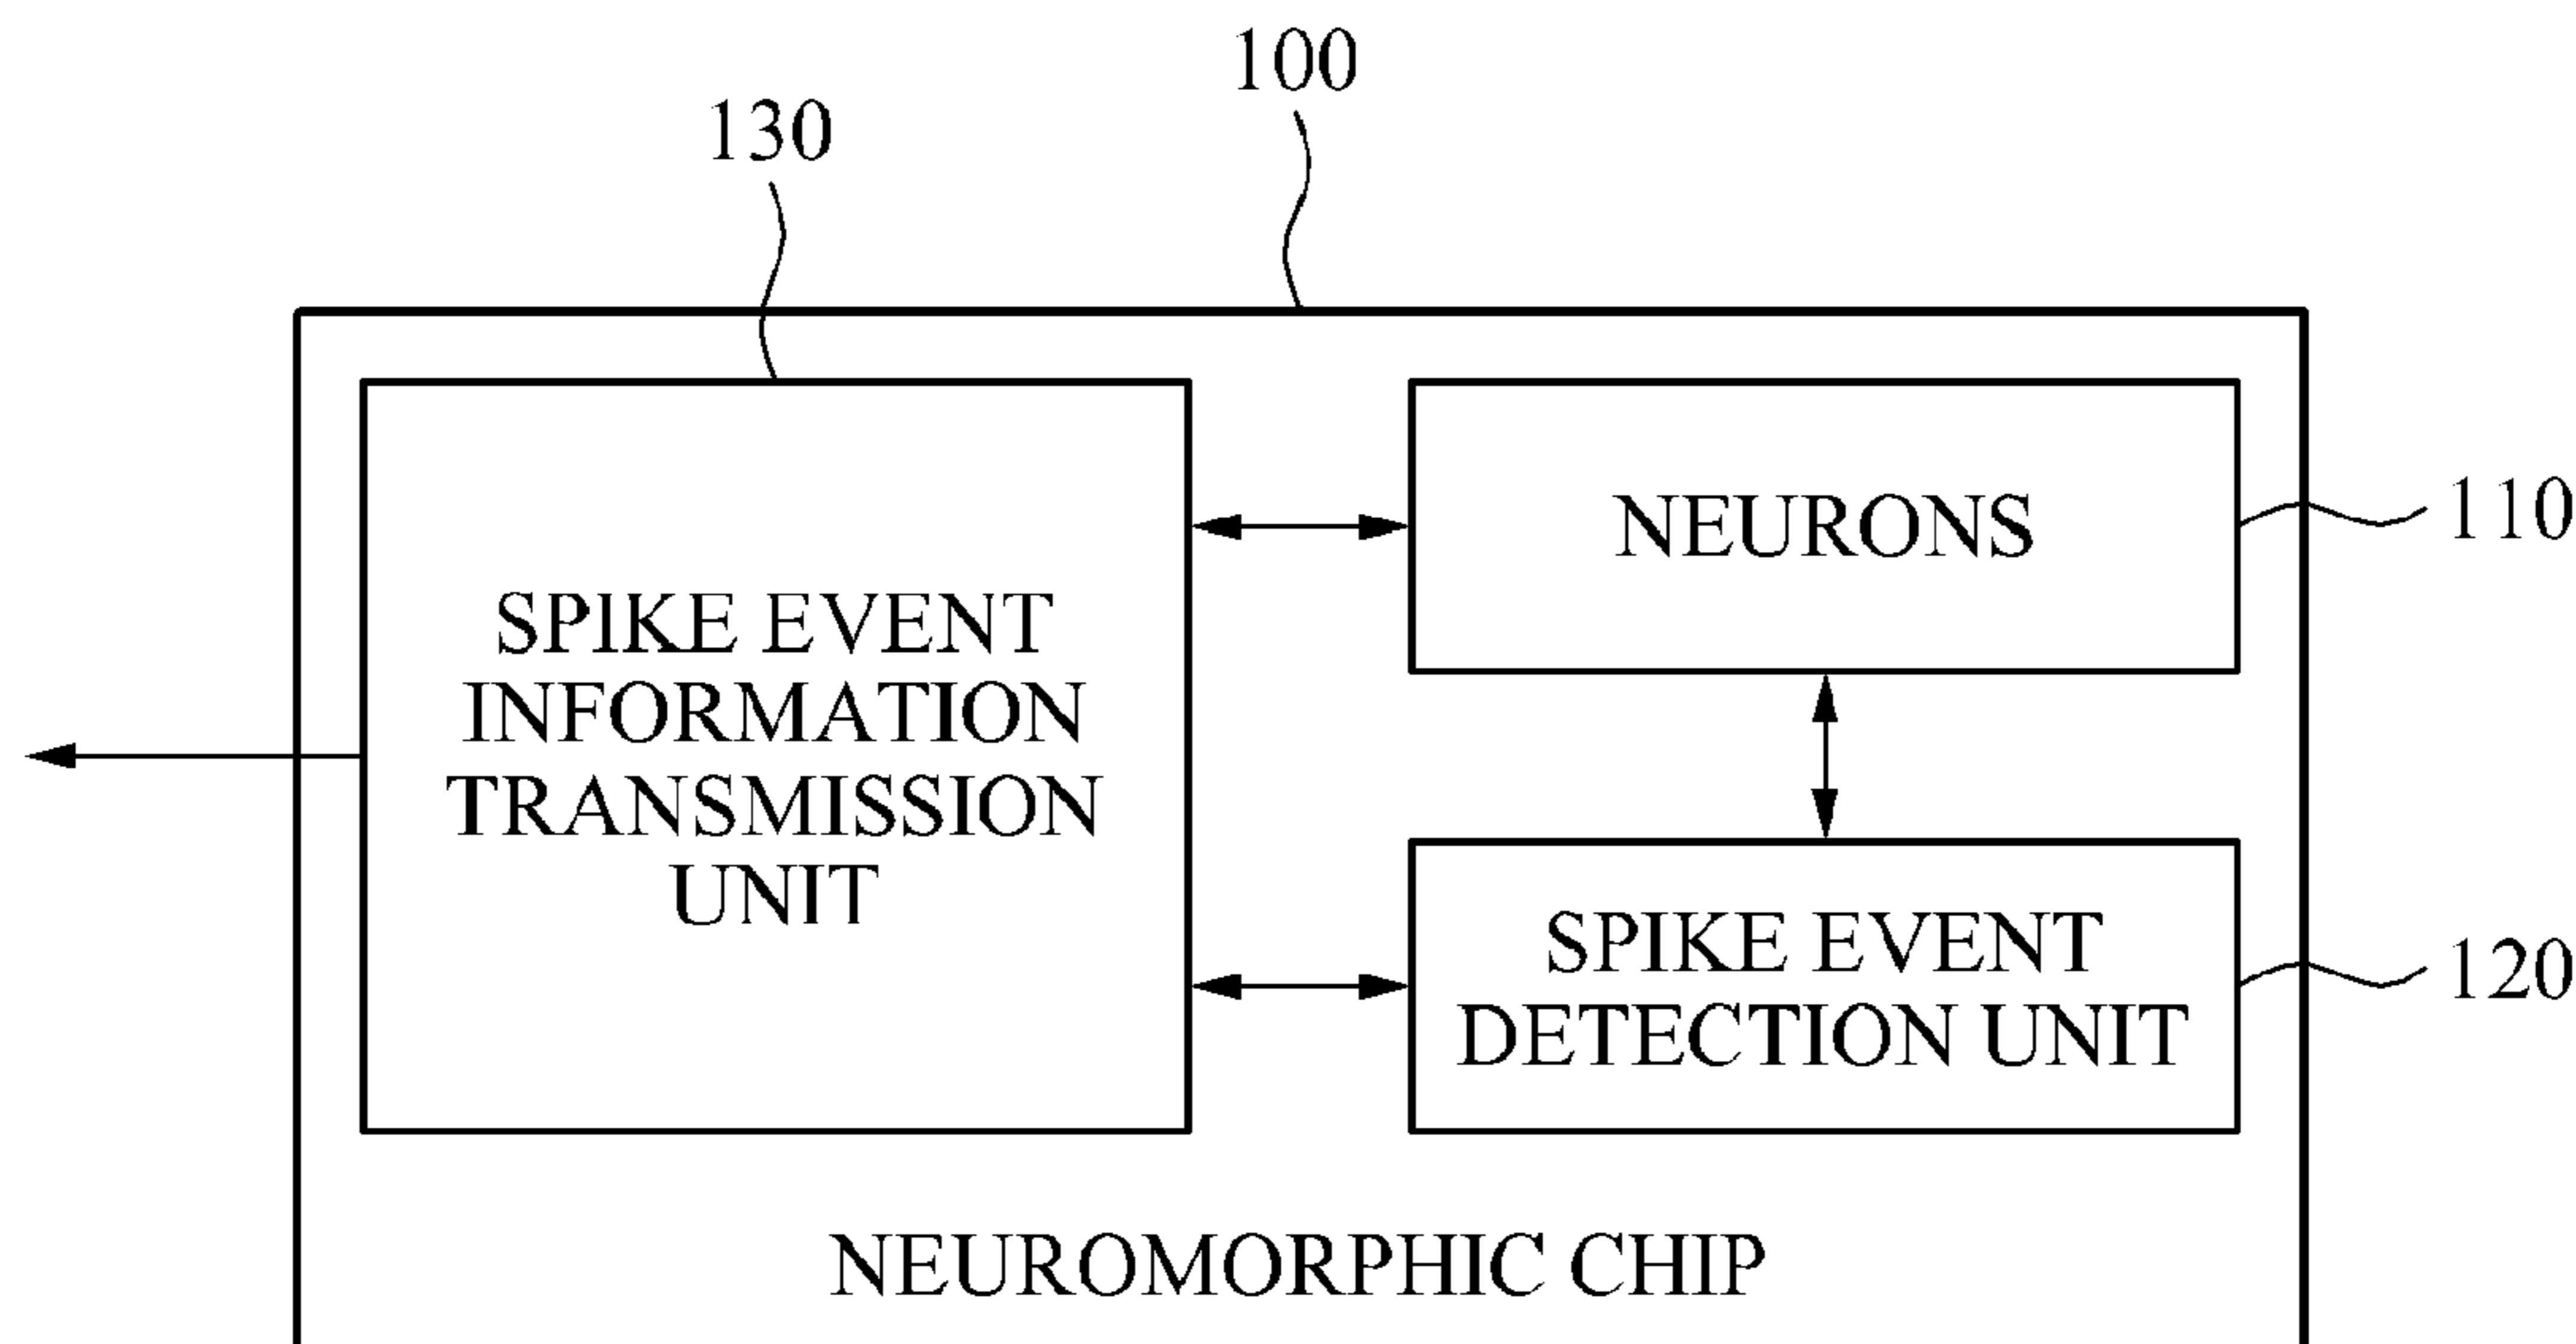 100
130
NEURONS
110
SPIKE EVENT
INFORMATION
TRANSMISSION
UNIT
SPIKE EVENT
DETECTION UNIT
120
NEUROMORPHIC CHIP